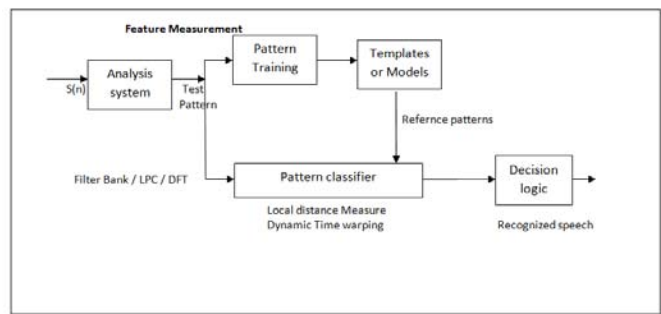 Feature Measurement
Pattern
Training
Templates
or Models
Analysis
system
S(n)
Test
Pattern
Refernce patterns
Filter Bank / LPC / DFT
Pattern classifier
Decision
logic
Local distance Measure
Dynamic Time warping
Recognized speech